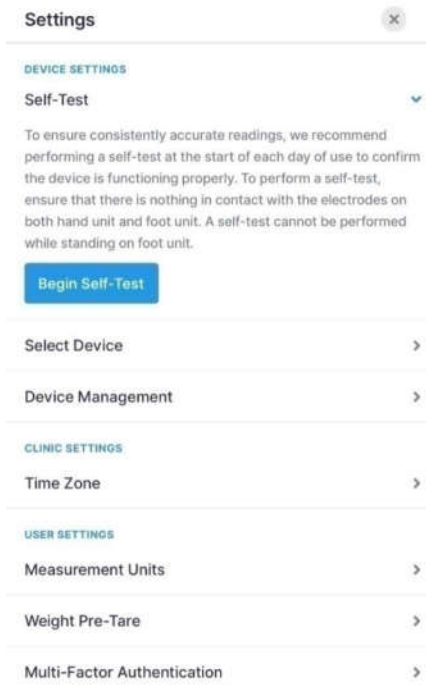 Settings
DEVICE SETTINGS
Self-Test
To ensure consistently accurate readings, we recommend
performing a self-test at the start of each day of use to confirm
the device is functioning properly. To perform a self-test,
ensure that there is nothing in contact with the electrodes on
both hand unit and foot unit. A self-test cannot be performed
while standing on foot unit.
Begin Self-Test
Select Device
Device Management
CLINIC SETTINGS
Time Zone
USER SETTINGS
Measurement Units
Weight Pre-Tare
Multi-Factor Authentication